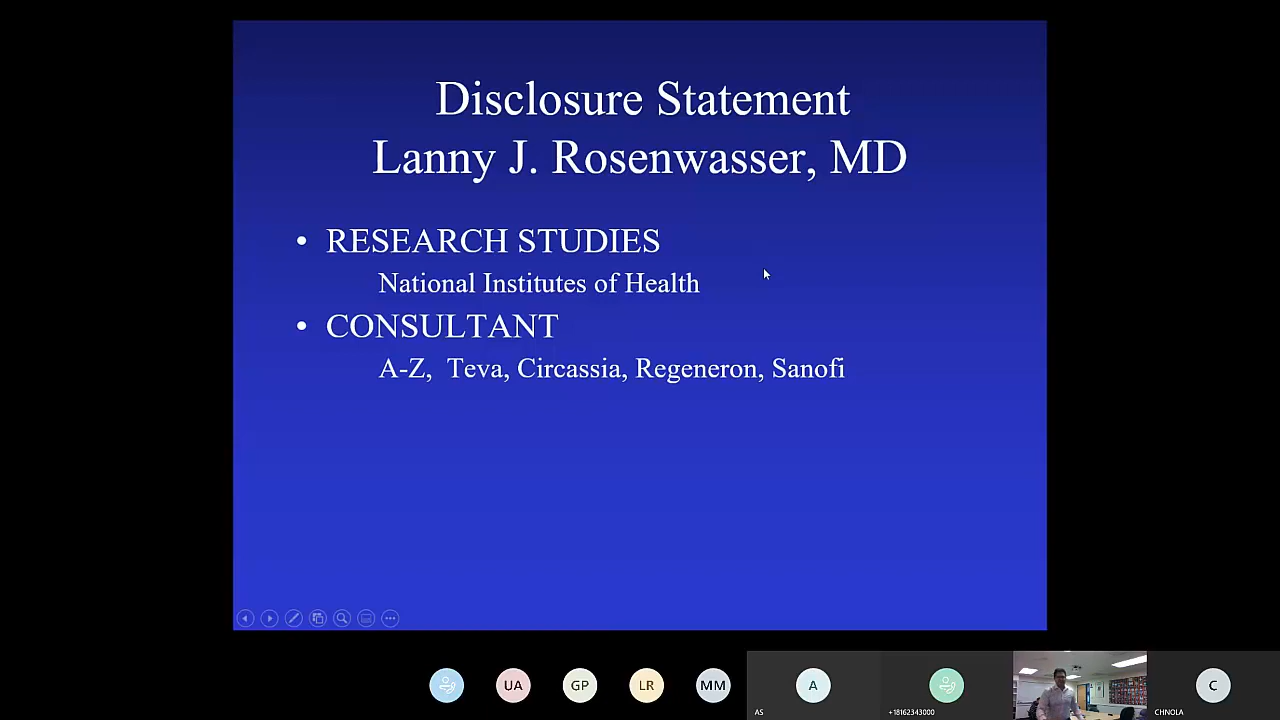 Disclosure Statement
Lanny J. Rosenwasser, MD
• RESEARCH STUDIES
National Institutes of Health
• CONSULTANT
A-Z, Teva, Circassia, Regeneron, Sanofi
UA
GP
LR
MM
A
C
AS
+18162343000
CHNOLA